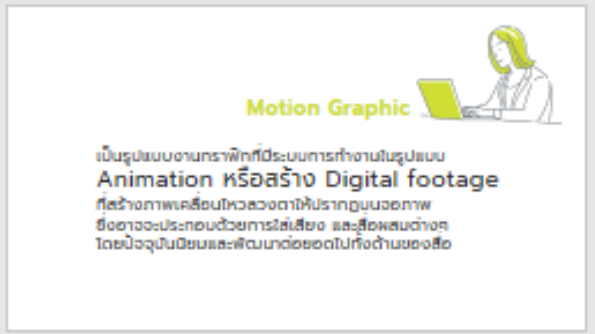 Motion Graphic
เป็นรูปแบบงานกราฟิกที่มีระบบการทำงานในรูปแบบ
Animation หรือสร้าง Digital footage
ที่สร้างภาพเคลื่อนไหวลวงตาให้ปรากฏบนจอภาพ
ซึ่งอาจจะประกอบด้วยการใส่เสียง และสื่อผสมต่างๆ
โดยปัจจุบันนิยมและพัฒนาต่อยอดไปทั้งด้านของสื่อ